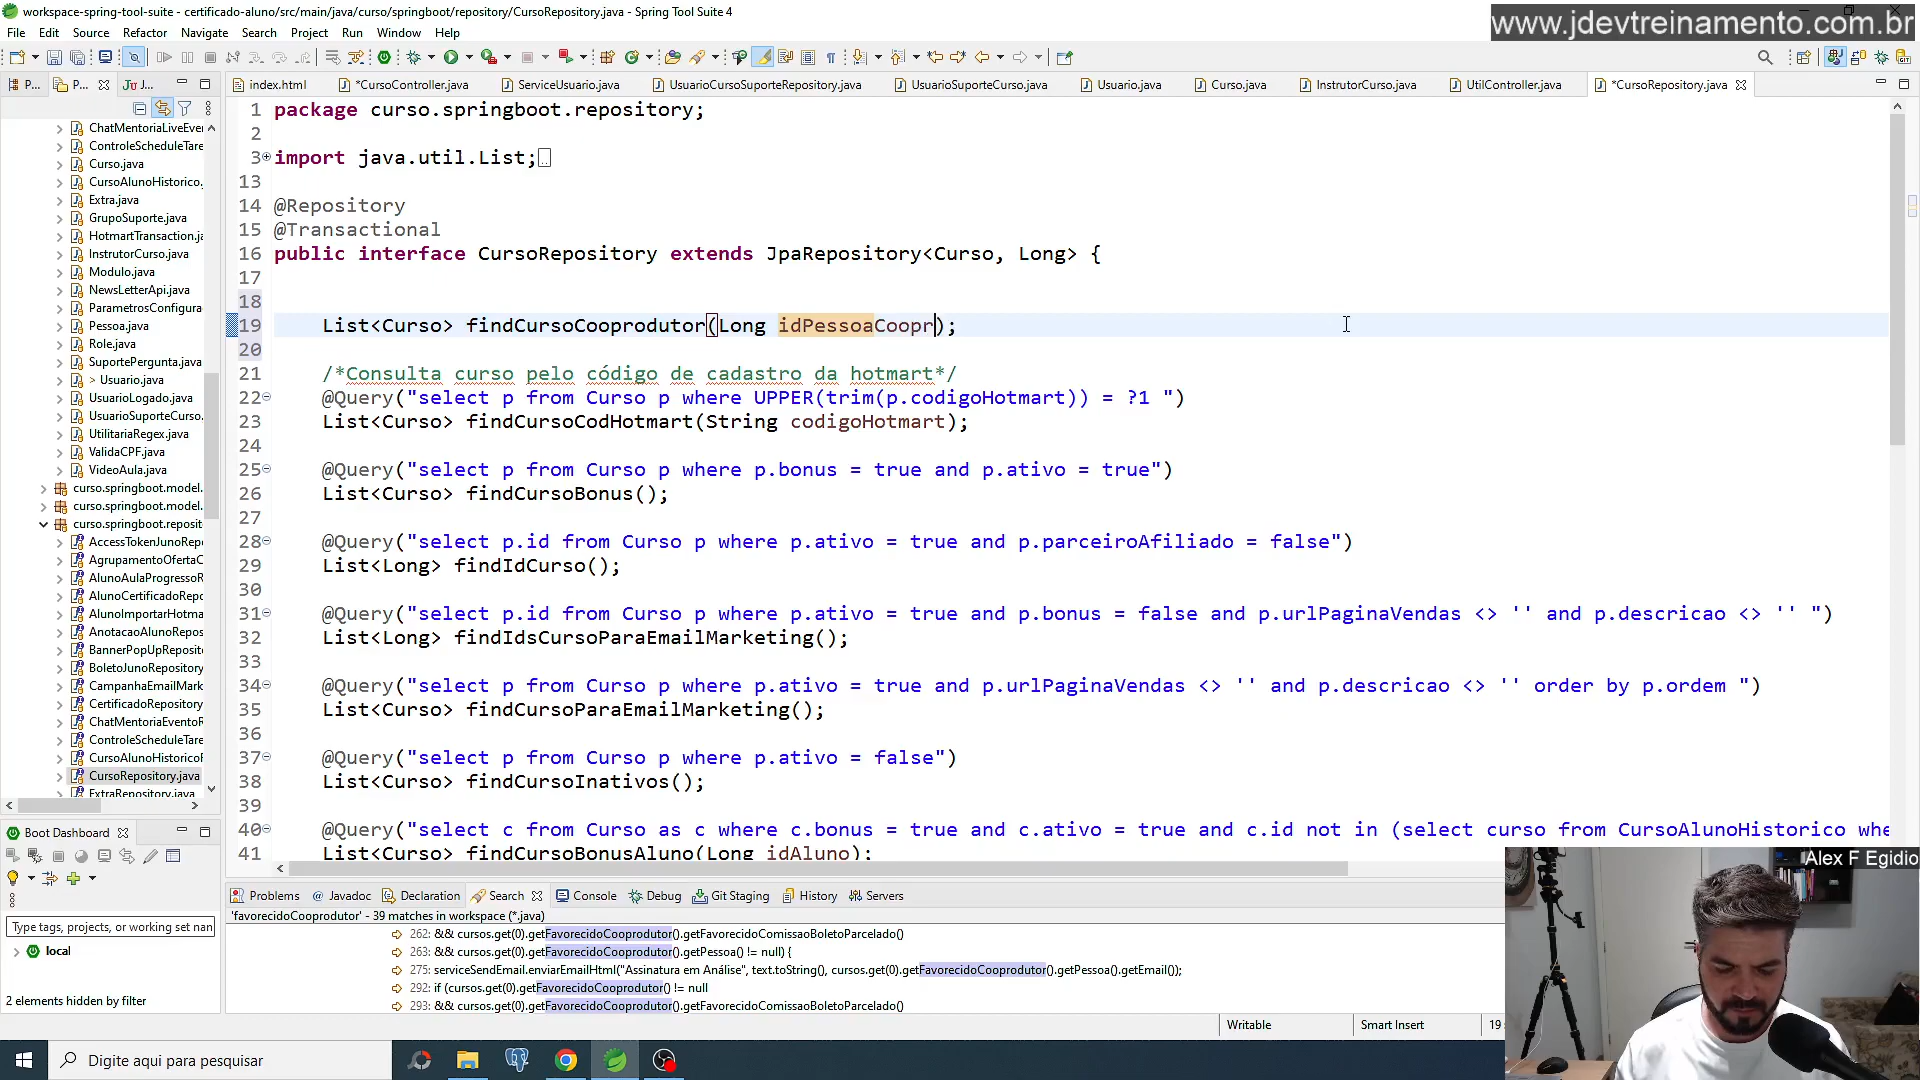 workspace-spring-tool-suite - certificado-aluno/src/main/java/curso/springboot/repository/CursoRepository.java - Spring Tool Suite 4
www.jdevtreinamento.com.br
File Edit Source Refactor Navigate Search Project Run Window Help
P... P... J... index.html *CursoController.java ServiceUsuario.java UsuarioCursoSuporteRepository.java UsuarioSuporteCurso.java Usuario.java Curso.java InstrutorCurso.java UtilController.java *CursoRepository.java
ChatMentoriaLiveEver
ControleScheduleTare
Curso.java
CursoAlunoHistorico.
Extra.java
GrupoSuporte.java
HotmartTransaction.ja
InstrutorCurso.java
Modulo.java
NewsLetterApi.java
ParametrosConfigura
Pessoa.java
Role.java
SuportePergunta.java
> Usuario.java
UsuarioLogado.java
UsuarioSuporteCurso.
UtilitariaRegex.java
ValidaCPF.java
VideoAula.java
curso.springboot.model.
curso.springboot.model.
curso.springboot.reposit
AccessTokenJunoRepo
AgrupamentoOfertaC
AlunoAulaProgressoR
AlunoCertificadoRepo
AlunoImportarHotma
AnotacaoAlunoRepos
BannerPopUpReposit
BoletoJunoRepository
CampanhaEmailMark
CertificadoRepository
ChatMentoriaEventoR
ControleScheduleTare
CursoAlunoHistoricoF
CursoRepository.java
ExtraRepository.java
1 package curso.springboot.repository;
2
3 import java.util.List;
13
14 @Repository
15 @Transactional
16 public interface CursoRepository extends JpaRepository<Curso, Long> {
17
18
19 List<Curso> findCursoCooprodutor(Long idPessoaCoopr);
20
21 /*Consulta curso pelo código de cadastro da hotmart*/
22 @Query("select p from Curso p where UPPER(trim(p.codigoHotmart)) = ?1 ")
23 List<Curso> findCursoCodHotmart(String codigoHotmart);
24
25 @Query("select p from Curso p where p.bonus = true and p.ativo = true")
26 List<Curso> findCursoBonus();
27
28 @Query("select p.id from Curso p where p.ativo = true and p.parceiroAfiliado = false")
29 List<Long> findIdCurso();
30
31 @Query("select p.id from Curso p where p.ativo = true and p.bonus = false and p.urlPaginaVendas <> '' and p.descricao <> '' ")
32 List<Long> findIdsCursoParaEmailMarketing();
33
34 @Query("select p from Curso p where p.ativo = true and p.urlPaginaVendas <> '' and p.descricao <> '' order by p.ordem ")
35 List<Curso> findCursoParaEmailMarketing();
36
37 @Query("select p from Curso p where p.ativo = false")
38 List<Curso> findCursoInativos();
39
40 @Query("select c from Curso as c where c.bonus = true and c.ativo = true and c.id not in (select curso from CursoAlunoHistorico whe
41 List<Curso> findCursoBonusAluno(Long idAluno);
Boot Dashboard
Type tags, projects, or working set nan
local
2 elements hidden by filter
Problems @ Javadoc Declaration Search Console Debug Git Staging History Servers
'favorecidoCooprodutor' - 39 matches in workspace (*.java)
262: && cursos.get(0).getFavorecidoCooprodutor().getFavorecidoComissaoBoletoParcelado()
263: && cursos.get(0).getFavorecidoCooprodutor().getPessoa() != null) {
275: serviceSendEmail.enviarEmailHtml("Assinatura em Análise", text.toString(), cursos.get(0).getFavorecidoCooprodutor().getPessoa().getEmail());
292: if (cursos.get(0).getFavorecidoCooprodutor() != null
293: && cursos.get(0).getFavorecidoCooprodutor().getFavorecidoComissaoBoletoParcelado()
Writable Smart Insert 19
Alex F Egidio
Digite aqui para pesquisar